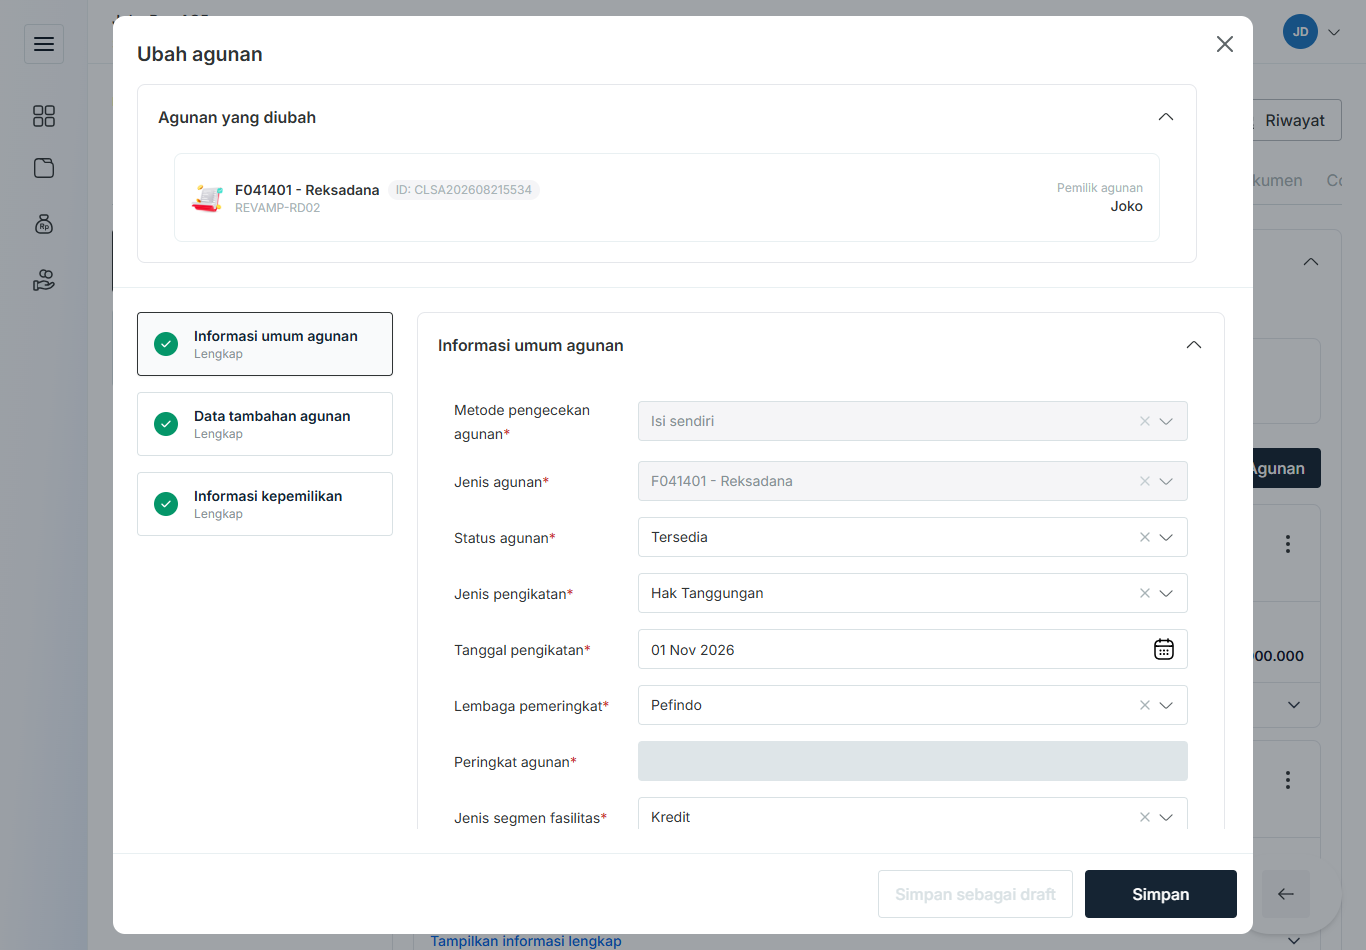 Ubah agunan
JD
Agunan yang diubah
Riwayat
F041401 - Reksadana
ID: CLSA202608215534
REVAMP-RD02
Pemilik agunan
Joko
Informasi umum agunan
Lengkap
Data tambahan agunan
Lengkap
Informasi kepemilikan
Lengkap
Informasi umum agunan
Metode pengecekan
agunan*
Isi sendiri
Jenis agunan*
F041401 - Reksadana
Status agunan*
Tersedia
Jenis pengikatan*
Hak Tanggungan
Tanggal pengikatan*
01 Nov 2026
Lembaga pemeringkat*
Pefindo
Peringkat agunan*
Jenis segmen fasilitas*
Kredit
Agunan
00.000
Simpan sebagai draft
Simpan
Tampilkan informasi lengkap